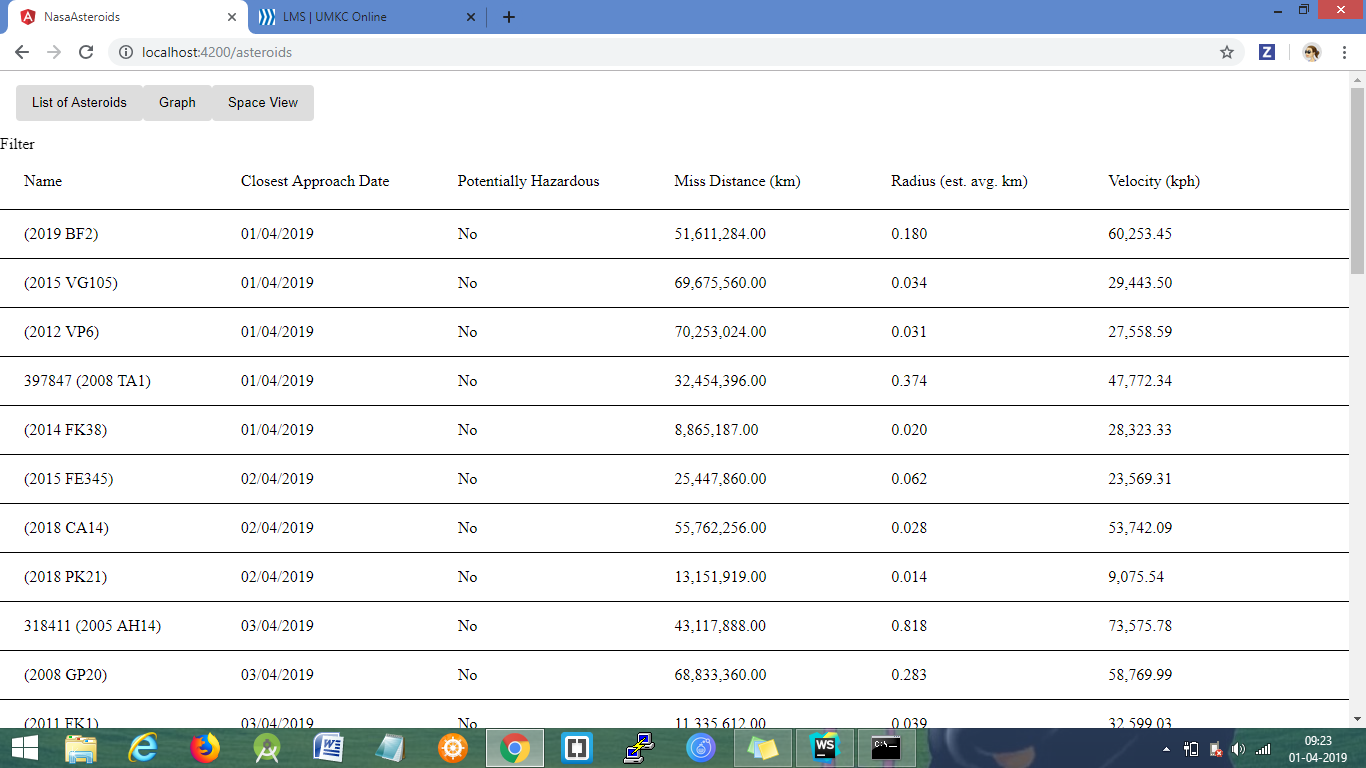 NasaAsteroids
LMS | UMKC Online
localhost:4200/asteroids
Z
List of Asteroids Graph Space View
Filter
Name Closest Approach Date Potentially Hazardous Miss Distance (km) Radius (est. avg. km) Velocity (kph)
(2019 BF2) 01/04/2019 No 51,611,284.00 0.180 60,253.45
(2015 VG105) 01/04/2019 No 69,675,560.00 0.034 29,443.50
(2012 VP6) 01/04/2019 No 70,253,024.00 0.031 27,558.59
397847 (2008 TA1) 01/04/2019 No 32,454,396.00 0.374 47,772.34
(2014 FK38) 01/04/2019 No 8,865,187.00 0.020 28,323.33
(2015 FE345) 02/04/2019 No 25,447,860.00 0.062 23,569.31
(2018 CA14) 02/04/2019 No 55,762,256.00 0.028 53,742.09
(2018 PK21) 02/04/2019 No 13,151,919.00 0.014 9,075.54
318411 (2005 AH14) 03/04/2019 No 43,117,888.00 0.818 73,575.78
(2008 GP20) 03/04/2019 No 68,833,360.00 0.283 58,769.99
(2011 FK1) 03/04/2019 No 11,335,612.00 0.039 32,599.03
WS
C:\
09:23
01-04-2019